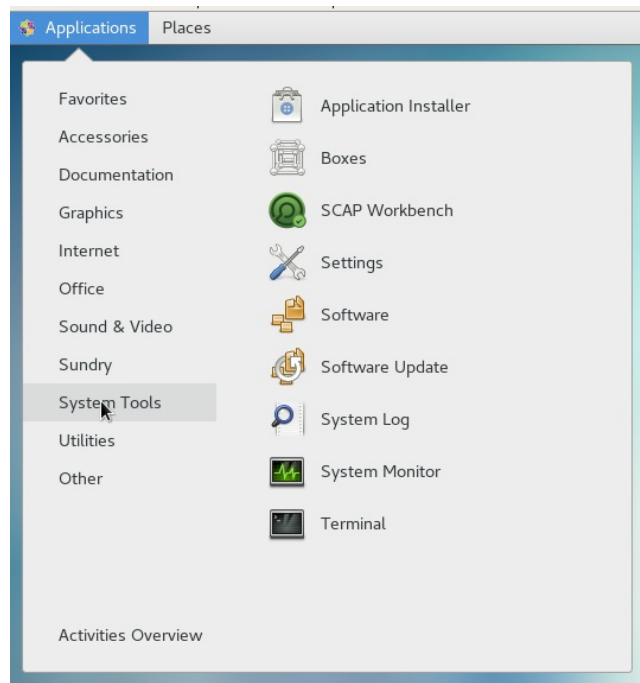 Applications Places
Favorites
Accessories
Documentation
Graphics
Internet
Office
Sound & Video
Sundry
System Tools
Utilities
Other
Activities Overview
Application Installer
Boxes
SCAP Workbench
Settings
Software
Software Update
System Log
System Monitor
Terminal